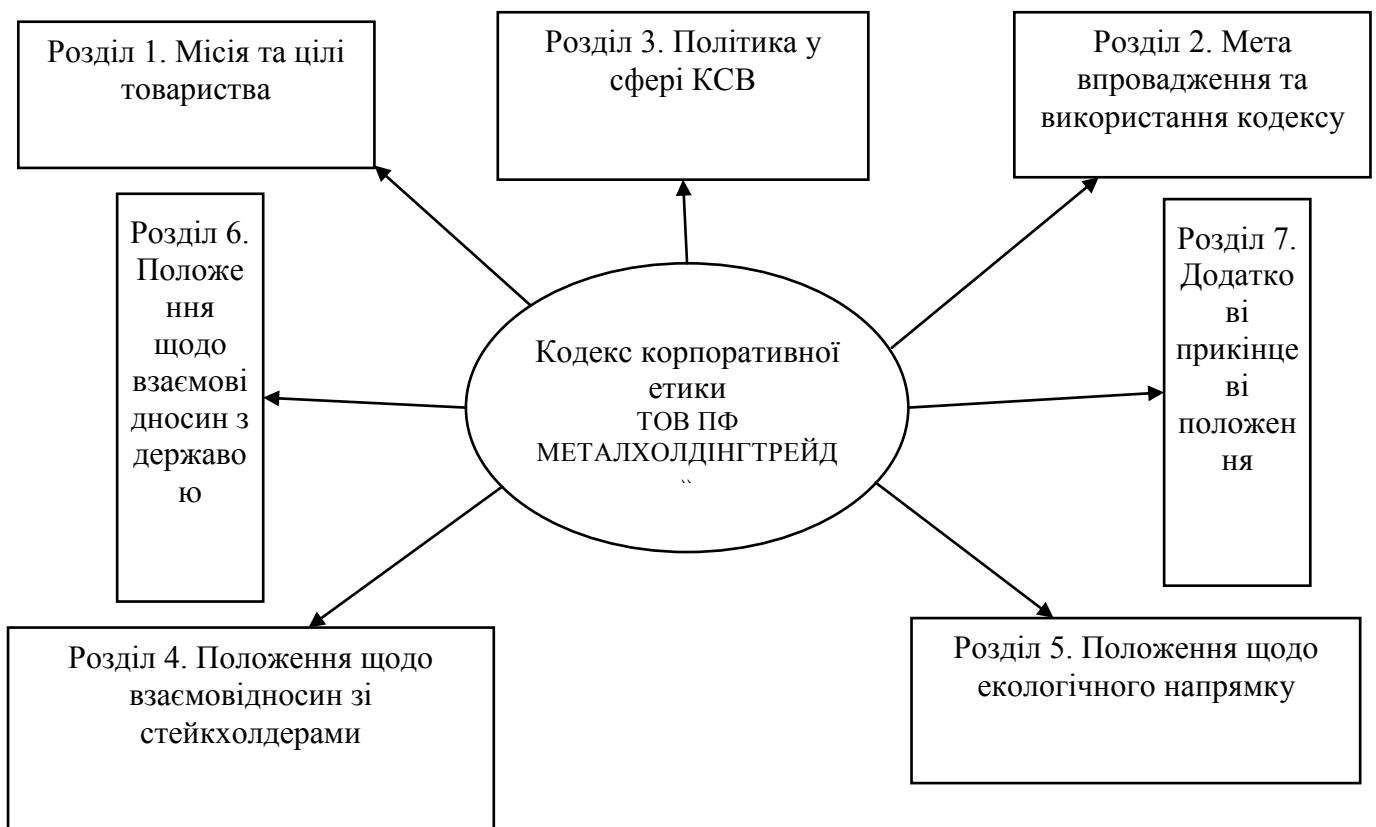 Розділ 1. Місія та цілі
товариства
Розділ 3. Політика у
сфері КСВ
Розділ 2. Мета
впровадження та
використання кодексу
Розділ 6.
Положе
ння
щодо
взаємові
дносин з
державо
ю
Кодекс корпоративної
етики
ТОВ ПФ
МЕТАЛХОЛДІНГТРЕЙД
``
Розділ 7.
Додатко
ві
прикінце
ві
положен
ня
Розділ 4. Положення щодо
взаємовідносин зі
стейкхолдерами
Розділ 5. Положення щодо
екологічного напрямку